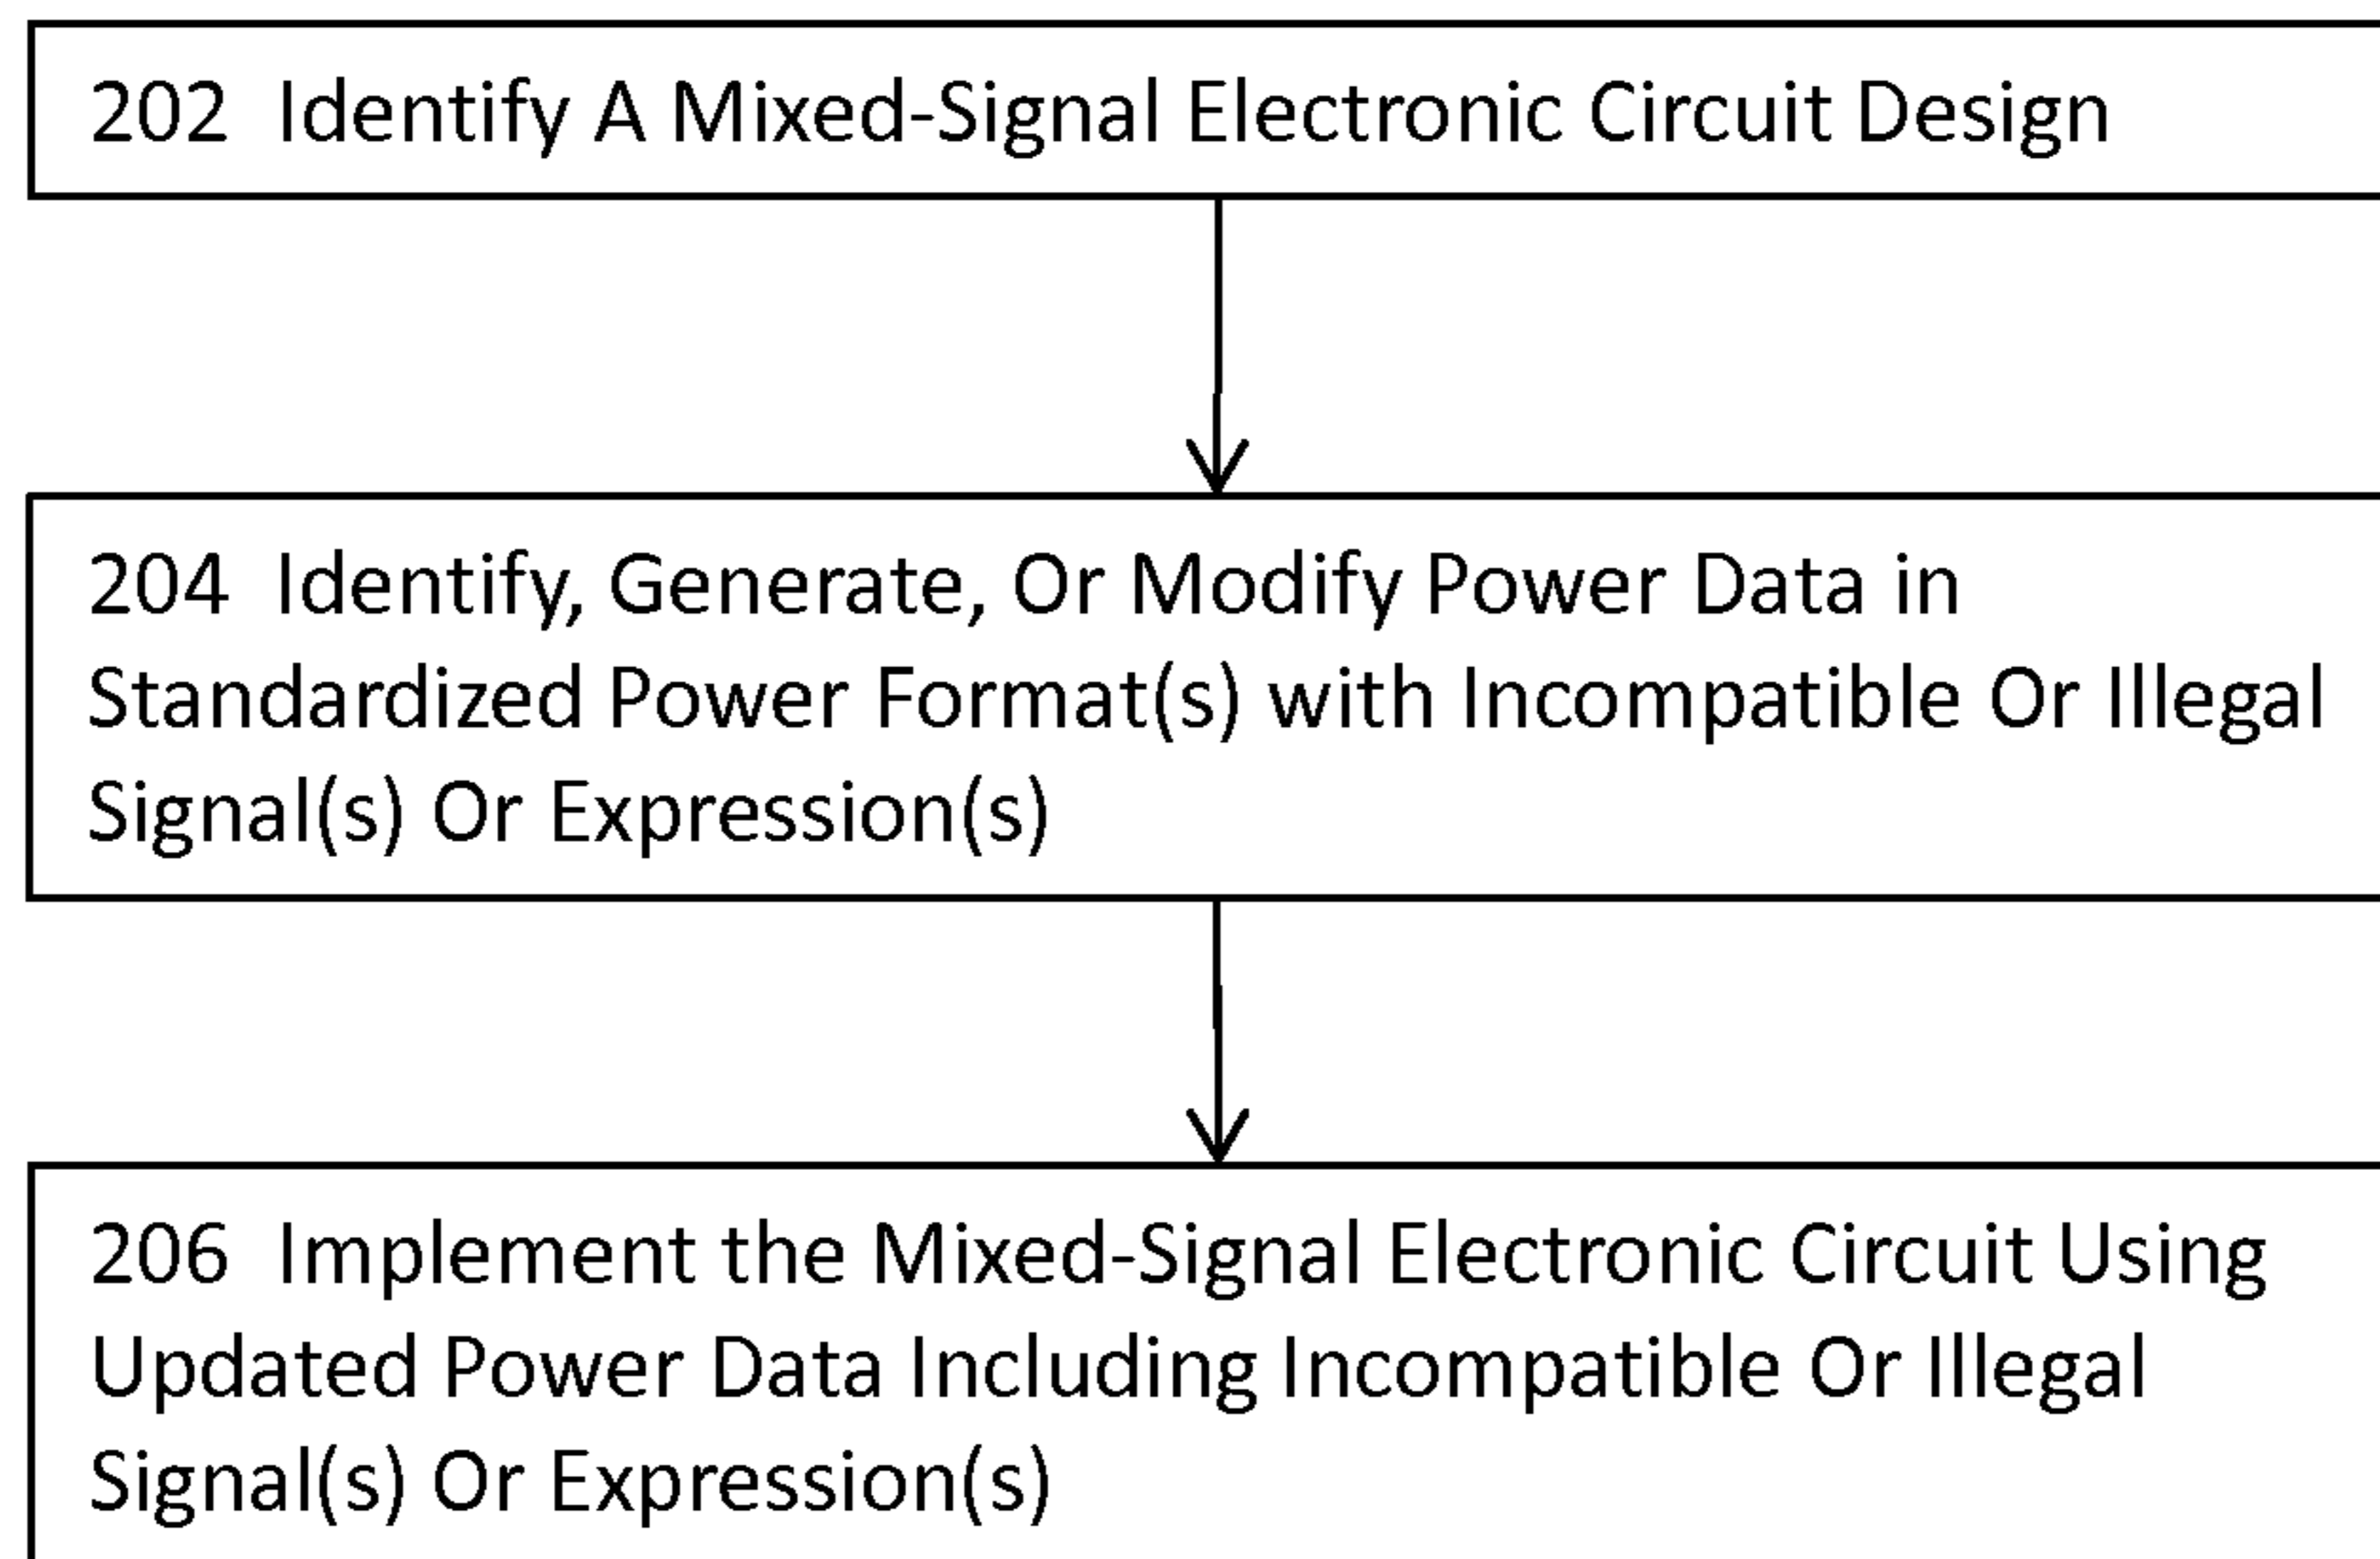 202 Identify A Mixed-Signal Electronic Circuit Design
204 Identify, Generate, Or Modify Power Data in
Standardized Power Format(s) with Incompatible Or Illegal
Signal(s) Or Expression(s)
206 Implement the Mixed-Signal Electronic Circuit Using
Updated Power Data Including Incompatible Or Illegal
Signal(s) Or Expression(s)